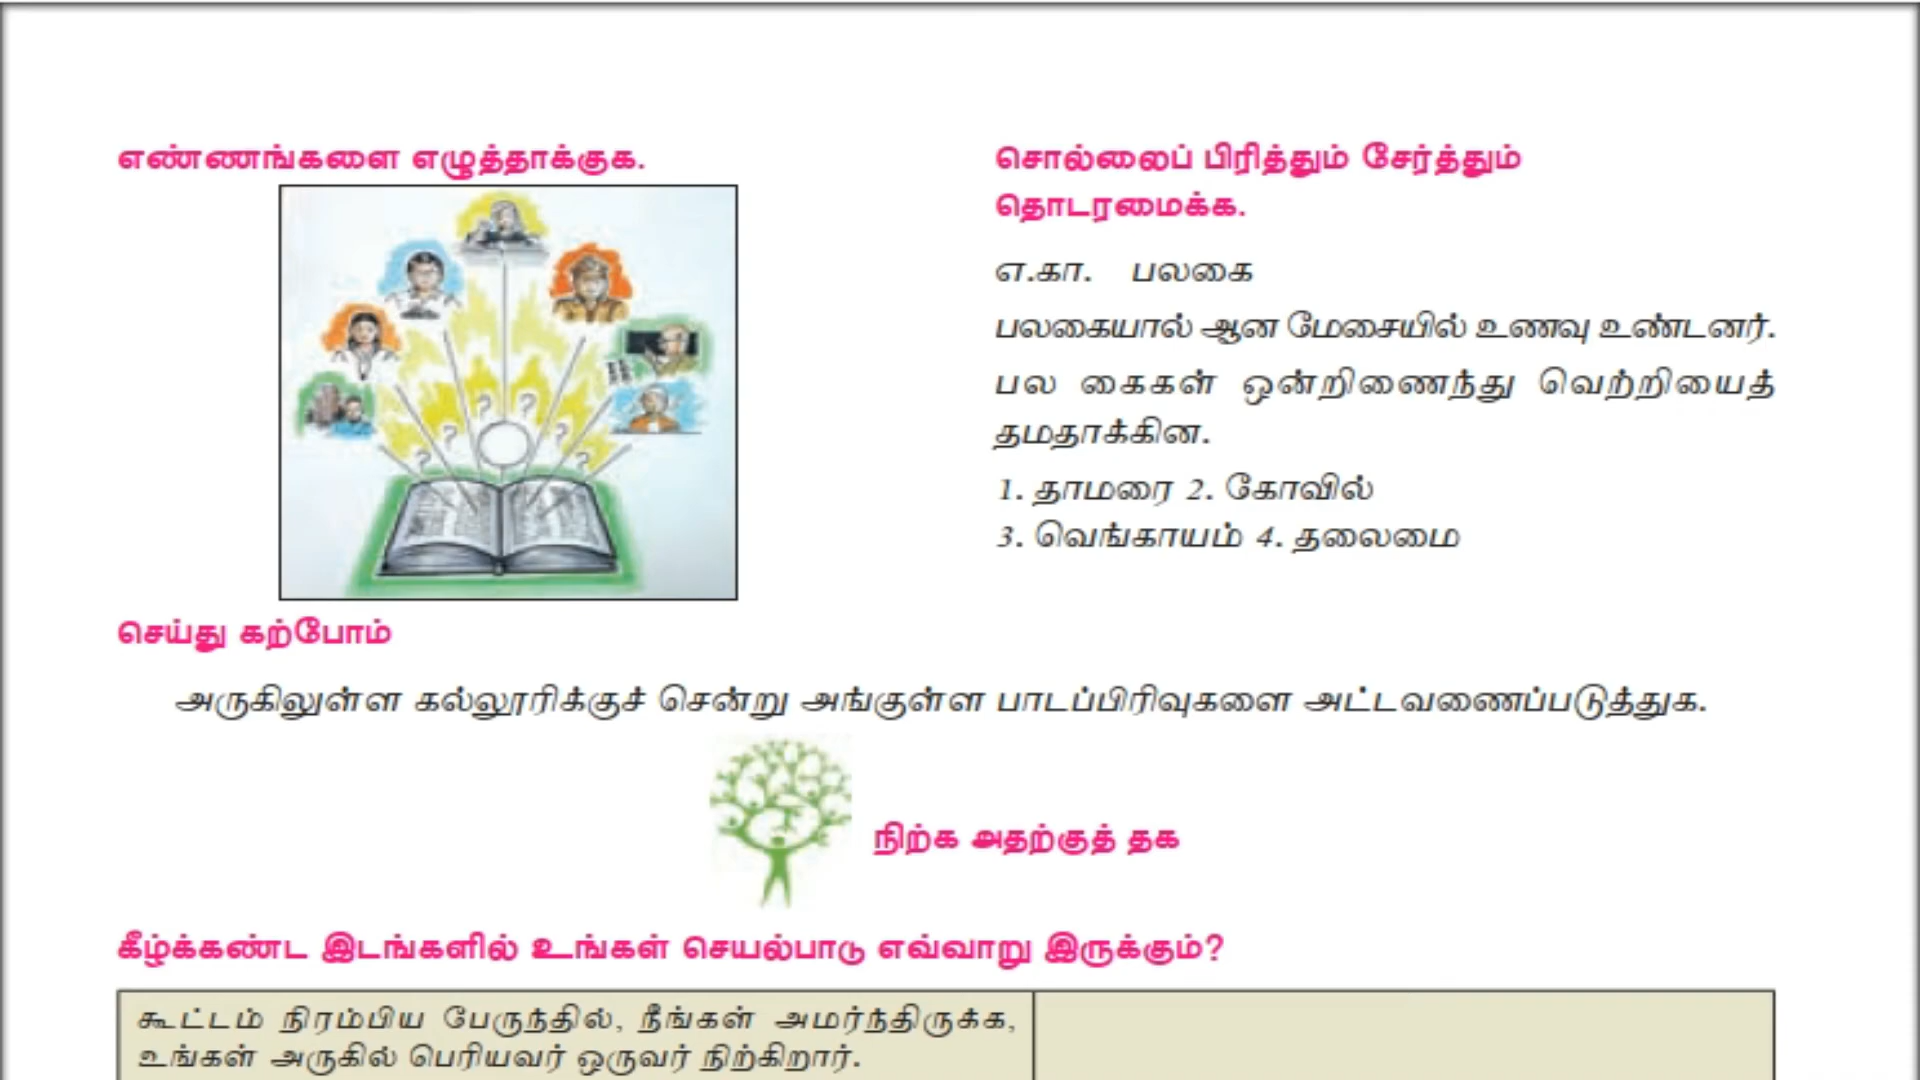 எண்ணங்களை எழுத்தாக்குக.
சொல்லைப் பிரித்தும் சேர்த்தும்
தொடரமைக்க.
எ.கா. பலகை
பலகையால் ஆன மேசையில் உணவு உண்டனர்.
பல கைகள் ஒன்றிணைந்து வெற்றியைத்
தமதாக்கின.
1. தாமரை 2. கோவில்
3. வெங்காயம் 4. தலைமை
செய்து கற்போம்
அருகிலுள்ள கல்லூரிக்குச் சென்று அங்குள்ள பாடப்பிரிவுகளை அட்டவணைப்படுத்துக.
நிற்க அதற்குத் தக
கீழ்க்கண்ட இடங்களில் உங்கள் செயல்பாடு எவ்வாறு இருக்கும்?
கூட்டம் நிரம்பிய பேருந்தில், நீங்கள் அமர்ந்திருக்க,
உங்கள் அருகில் பெரியவர் ஒருவர் நிற்கிறார்.